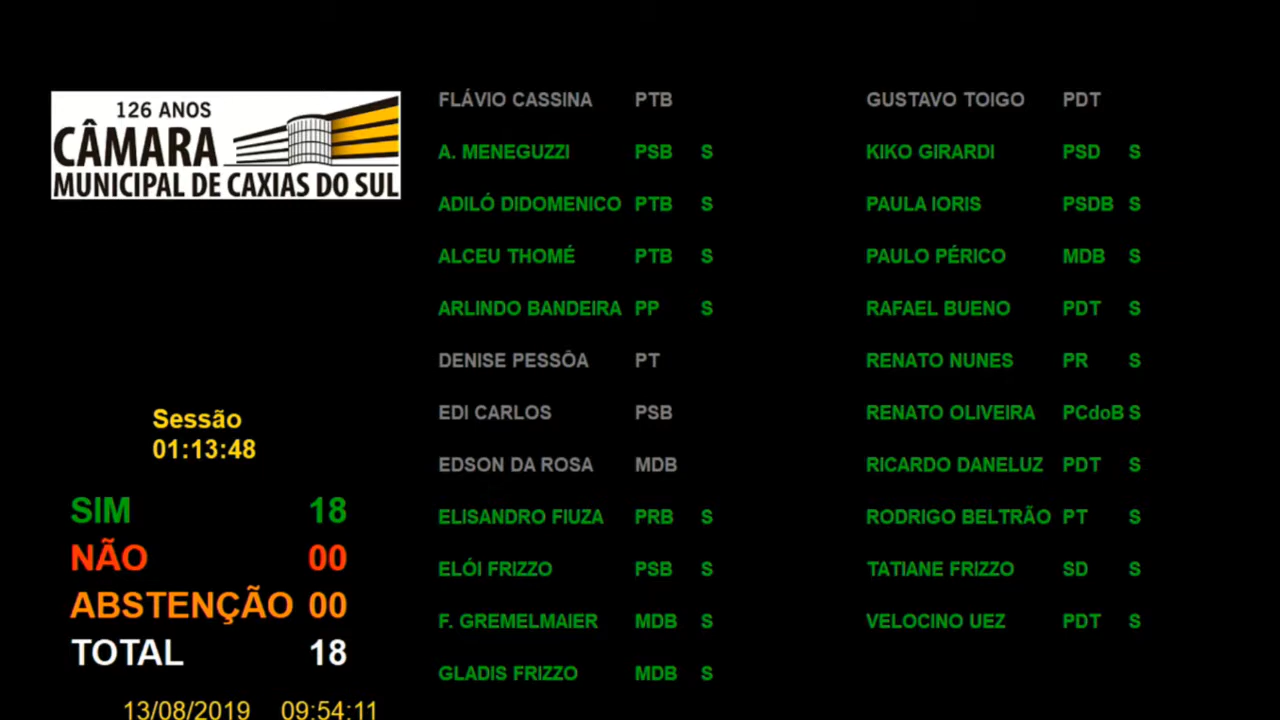 126 ANOS
CÂMARA
MUNICIPAL DE CAXIAS DO SUL
Sessão
01:13:48
SIM 18
NÃO 00
ABSTENÇÃO 00
TOTAL 18
13/08/2019 09:54:11
FLÁVIO CASSINA PTB
A. MENEGUZZI PSB S
ADILÓ DIDOMENICO PTB S
ALCEU THOMÉ PTB S
ARLINDO BANDEIRA PP S
DENISE PESSÔA PT
EDI CARLOS PSB
EDSON DA ROSA MDB
ELISANDRO FIUZA PRB S
ELÓI FRIZZO PSB S
F. GREMELMAIER MDB S
GLADIS FRIZZO MDB S
GUSTAVO TOIGO PDT
KIKO GIRARDI PSD S
PAULA IORIS PSDB S
PAULO PÉRICO MDB S
RAFAEL BUENO PDT S
RENATO NUNES PR S
RENATO OLIVEIRA PCdoB S
RICARDO DANELUZ PDT S
RODRIGO BELTRÃO PT S
TATIANE FRIZZO SD S
VELOCINO UEZ PDT S